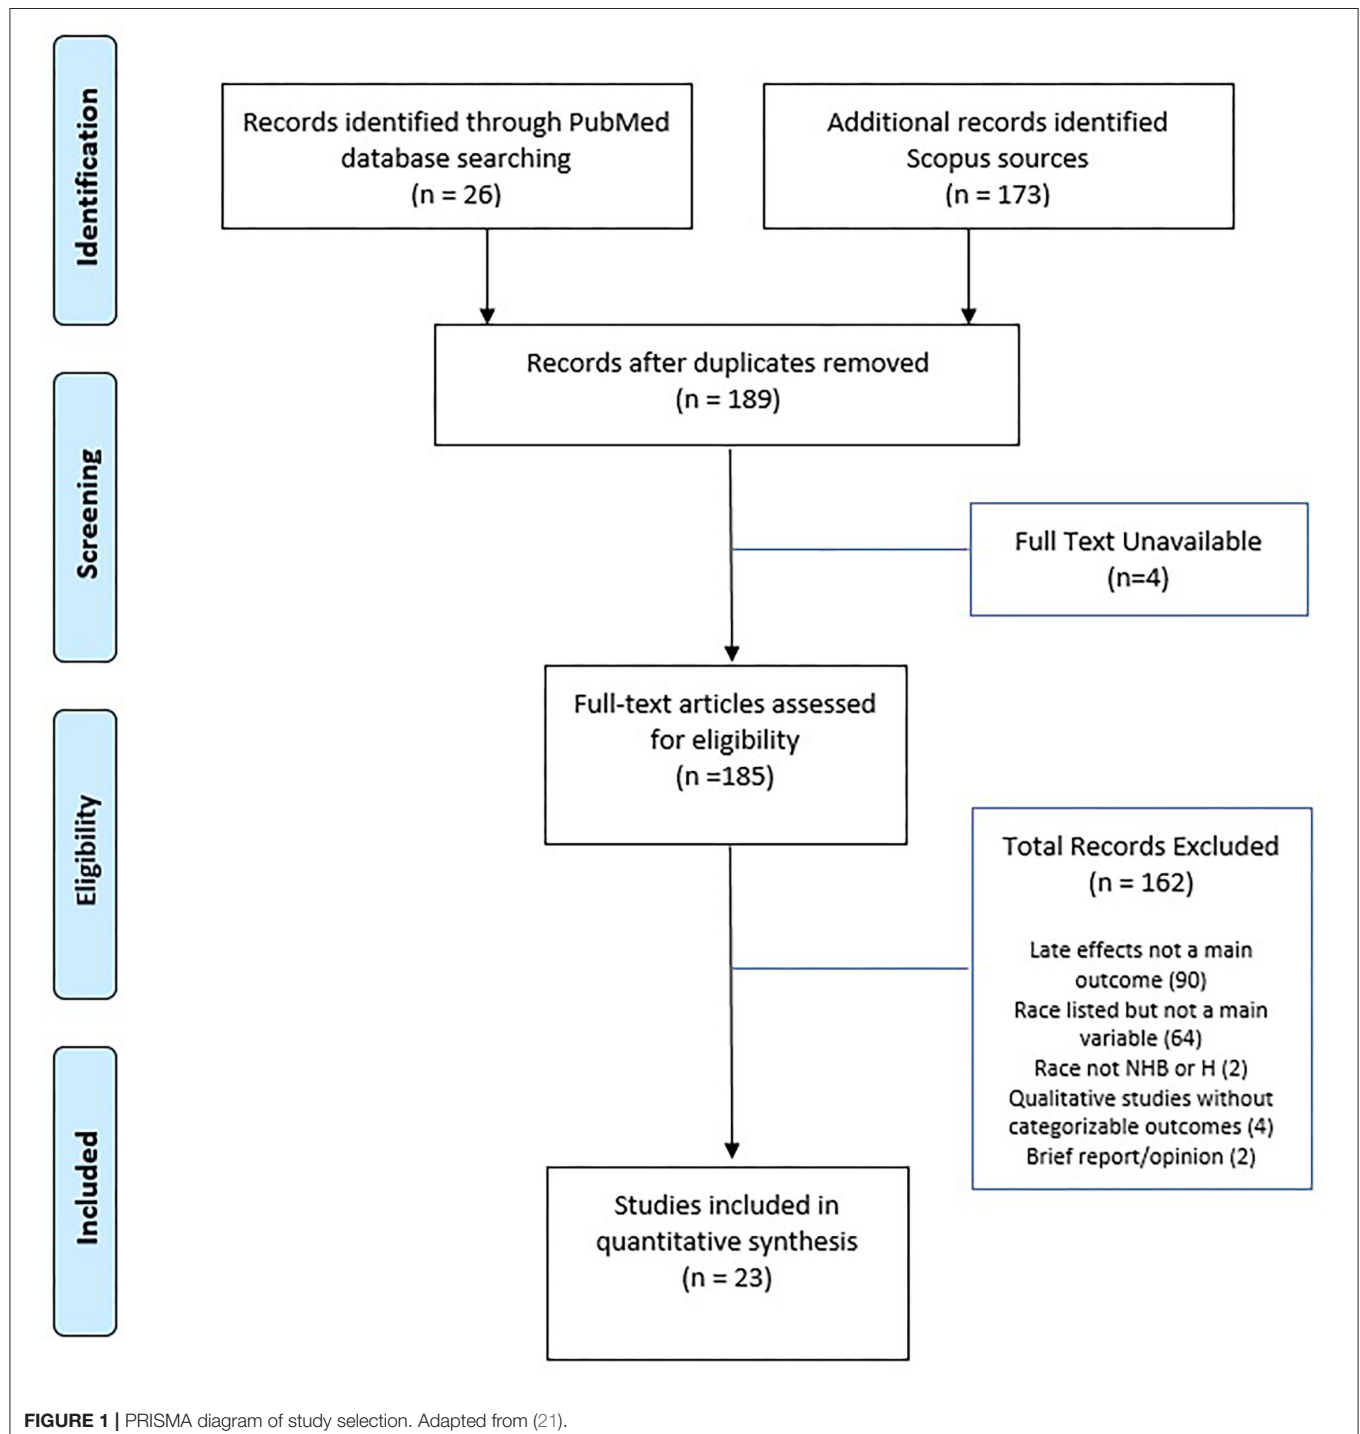 Identification
Records identified through PubMed
database searching
(n = 26)
Additional records identified
Scopus sources
(n = 173)
Records after duplicates removed
(n = 189)
Screening
Full Text Unavailable
(n=4)
Full-text articles assessed
for eligibility
(n =185)
Eligibility
Total Records Excluded
(n = 162)
Late effects not a main
outcome (90)
Race listed but not a main
variable (64)
Race not NHB or H (2)
Qualitative studies without
categorizable outcomes (4)
Brief report/opinion (2)
Included
Studies included in
quantitative synthesis
(n = 23)
FIGURE 1 | PRISMA diagram of study selection. Adapted from (21).